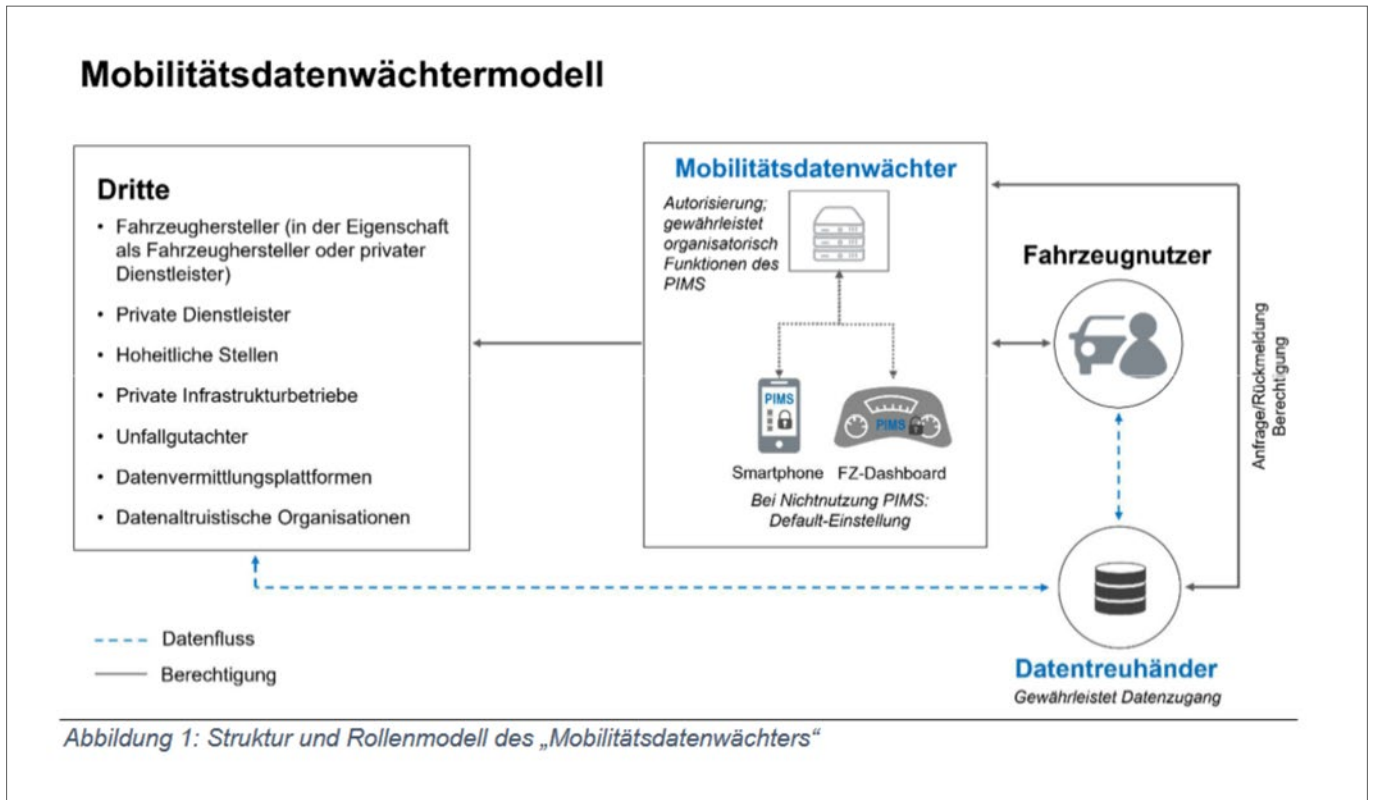 Mobilitätsdatenwächtermodell
Dritte
• Fahrzeughersteller (in der Eigenschaft
als Fahrzeughersteller oder privater
Dienstleister)
• Private Dienstleister
• Hoheitliche Stellen
• Private Infrastrukturbetriebe
• Unfallgutachter
• Datenvermittlungsplattformen
• Datenaltruistische Organisationen
Mobilitätsdatenwächter
Autorisierung;
gewährleistet
organisatorisch
Funktionen des
PIMS
PIMS
PIMS
Smartphone
FZ-Dashboard
Bei Nichtnutzung PIMS:
Default-Einstellung
Fahrzeugnutzer
Anfrage/Rückmeldung
Berechtigung
Datentreuhänder
Gewährleistet Datenzugang
Datenfluss
Berechtigung
Abbildung 1: Struktur und Rollenmodell des „Mobilitätsdatenwächters“